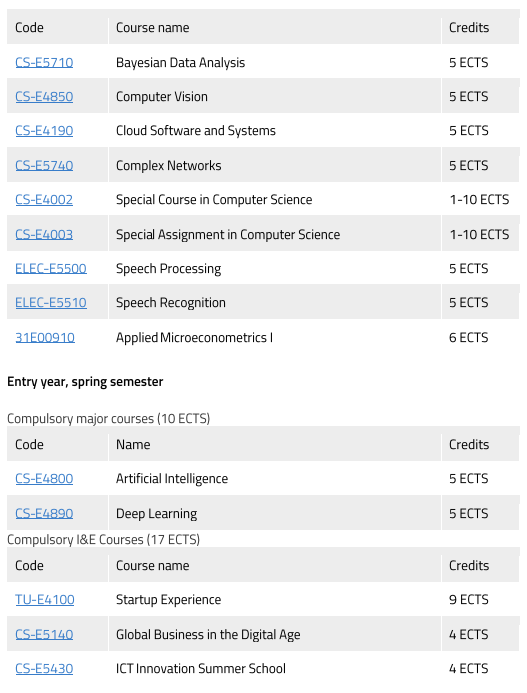 Code Course name Credits
CS-E5710 Bayesian Data Analysis 5 ECTS
CS-E4850 Computer Vision 5 ECTS
CS-E4190 Cloud Software and Systems 5 ECTS
CS-E5740 Complex Networks 5 ECTS
CS-E4002 Special Course in Computer Science 1-10 ECTS
CS-E4003 Special Assignment in Computer Science 1-10 ECTS
ELEC-E5500 Speech Processing 5 ECTS
ELEC-E5510 Speech Recognition 5 ECTS
31E00910 Applied Microeconometrics I 6 ECTS
Entry year, spring semester
Compulsory major courses (10 ECTS)
Code Name Credits
CS-E4800 Artificial Intelligence 5 ECTS
CS-E4890 Deep Learning 5 ECTS
Compulsory I&E Courses (17 ECTS)
Code Course name Credits
TU-E4100 Startup Experience 9 ECTS
CS-E5140 Global Business in the Digital Age 4 ECTS
CS-E5430 ICT Innovation Summer School 4 ECTS